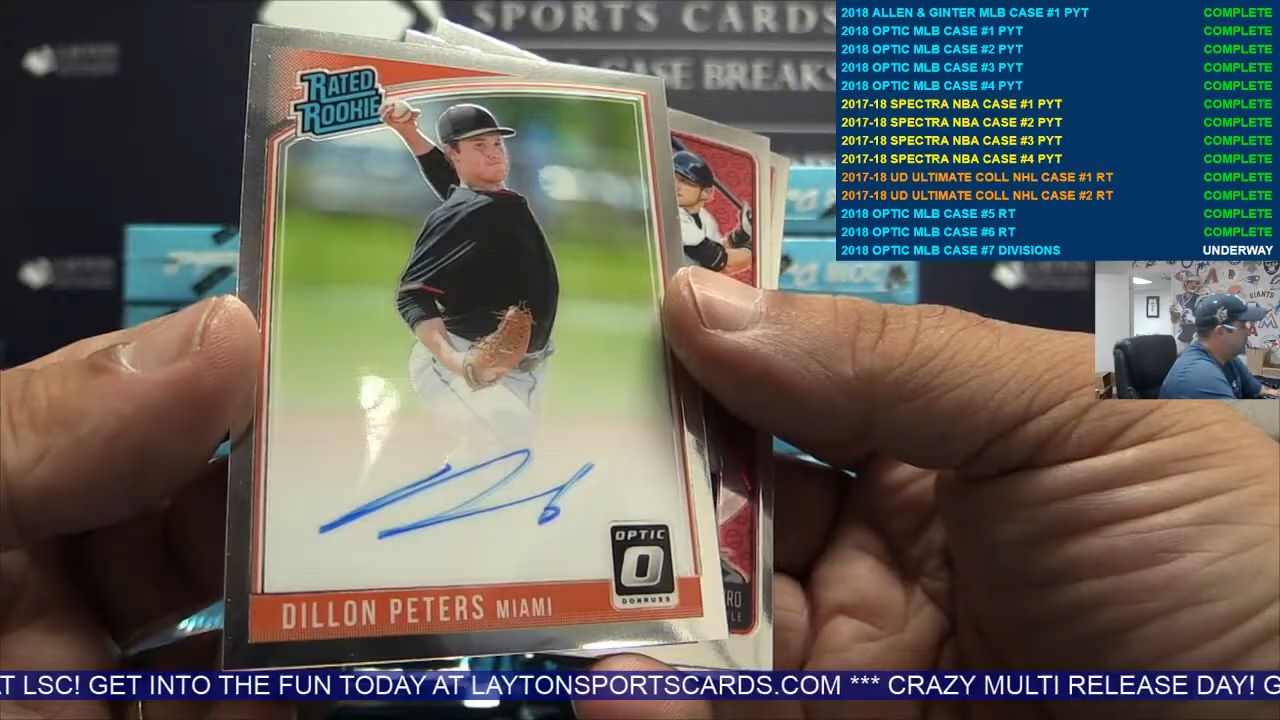 SPORTS CARDS
CASE BREAKS
LAYTON
RATED
ROOKIE
OPTIC
O
DONRUSS
DILLON PETERS MIAMI
2018 ALLEN & GINTER MLB CASE #1 PYT COMPLETE
2018 OPTIC MLB CASE #1 PYT COMPLETE
2018 OPTIC MLB CASE #2 PYT COMPLETE
2018 OPTIC MLB CASE #3 PYT COMPLETE
2018 OPTIC MLB CASE #4 PYT COMPLETE
2017-18 SPECTRA NBA CASE #1 PYT COMPLETE
2017-18 SPECTRA NBA CASE #2 PYT COMPLETE
2017-18 SPECTRA NBA CASE #3 PYT COMPLETE
2017-18 SPECTRA NBA CASE #4 PYT COMPLETE
2017-18 UD ULTIMATE COLL NHL CASE #1 RT COMPLETE
2017-18 UD ULTIMATE COLL NHL CASE #2 RT COMPLETE
2018 OPTIC MLB CASE #5 RT COMPLETE
2018 OPTIC MLB CASE #6 RT COMPLETE
2018 OPTIC MLB CASE #7 DIVISIONS UNDERWAY
GIANTS
T LSC! GET INTO THE FUN TODAY AT LAYTONSPORTSCARDS.COM *** CRAZY MULTI RELEASE DAY! G